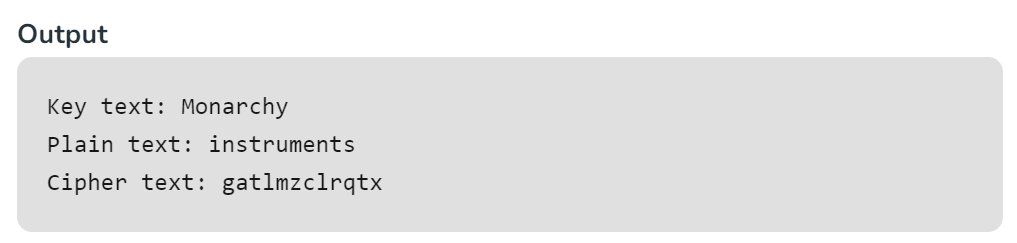 Output
Key text: Monarchy
Plain text: instruments
Cipher text: gatlmzclrqtx